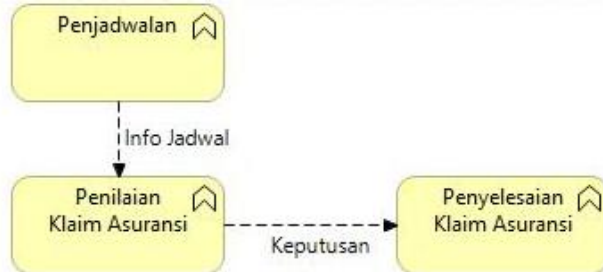 Penjadwalan
Info Jadwal
Penilaian
Klaim Asuransi
Keputusan
Penyelesaian
Klaim Asuransi